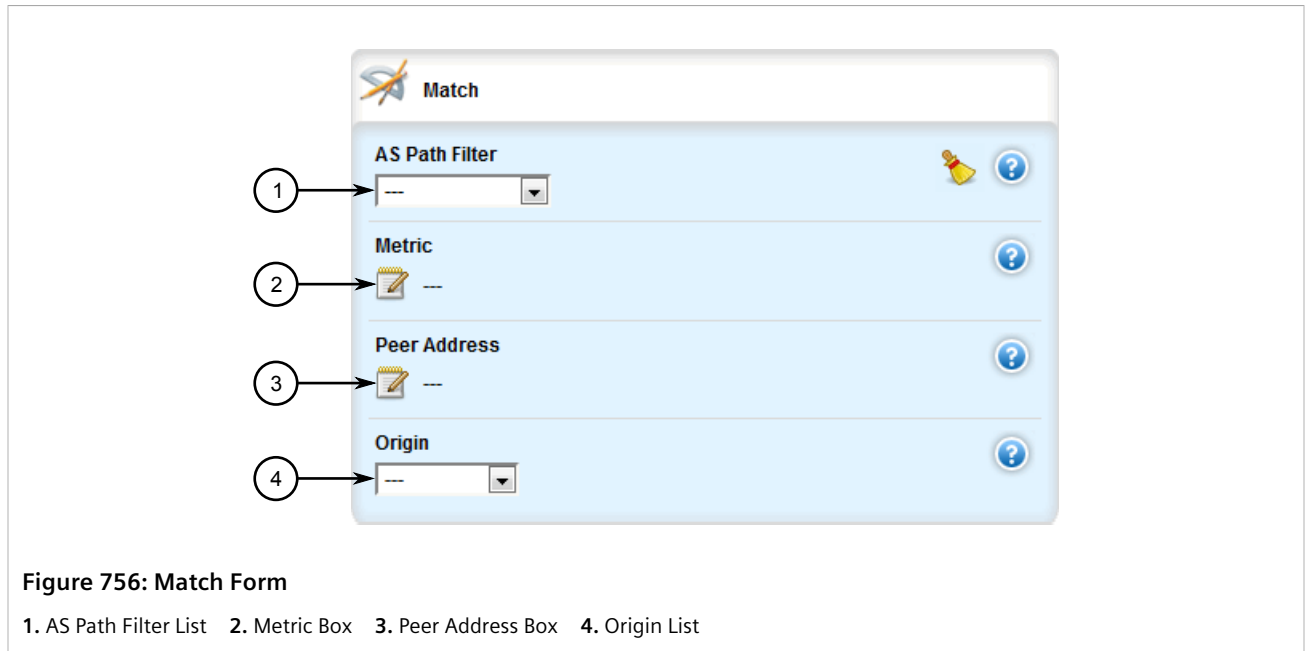 Match
AS Path Filter
1
---
Metric
2
---
Peer Address
3
---
Origin
4
---
Figure 756: Match Form
1. AS Path Filter List 2. Metric Box 3. Peer Address Box 4. Origin List